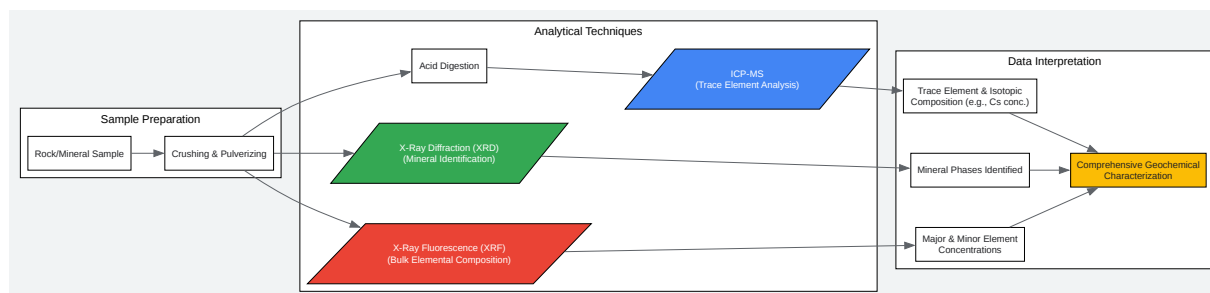 Analytical Techniques
Acid Digestion
ICP-MS
(Trace Element Analysis)
Data Interpretation
Trace Element & Isotopic
Composition (e.g., Cs conc.)
Sample Preparation
Rock/Mineral Sample
Crushing & Pulverizing
X-Ray Diffraction (XRD)
(Mineral Identification)
Mineral Phases Identified
Comprehensive Geochemical
Characterization
X-Ray Fluorescence (XRF)
(Bulk Elemental Composition)
Major & Minor Element
Concentrations